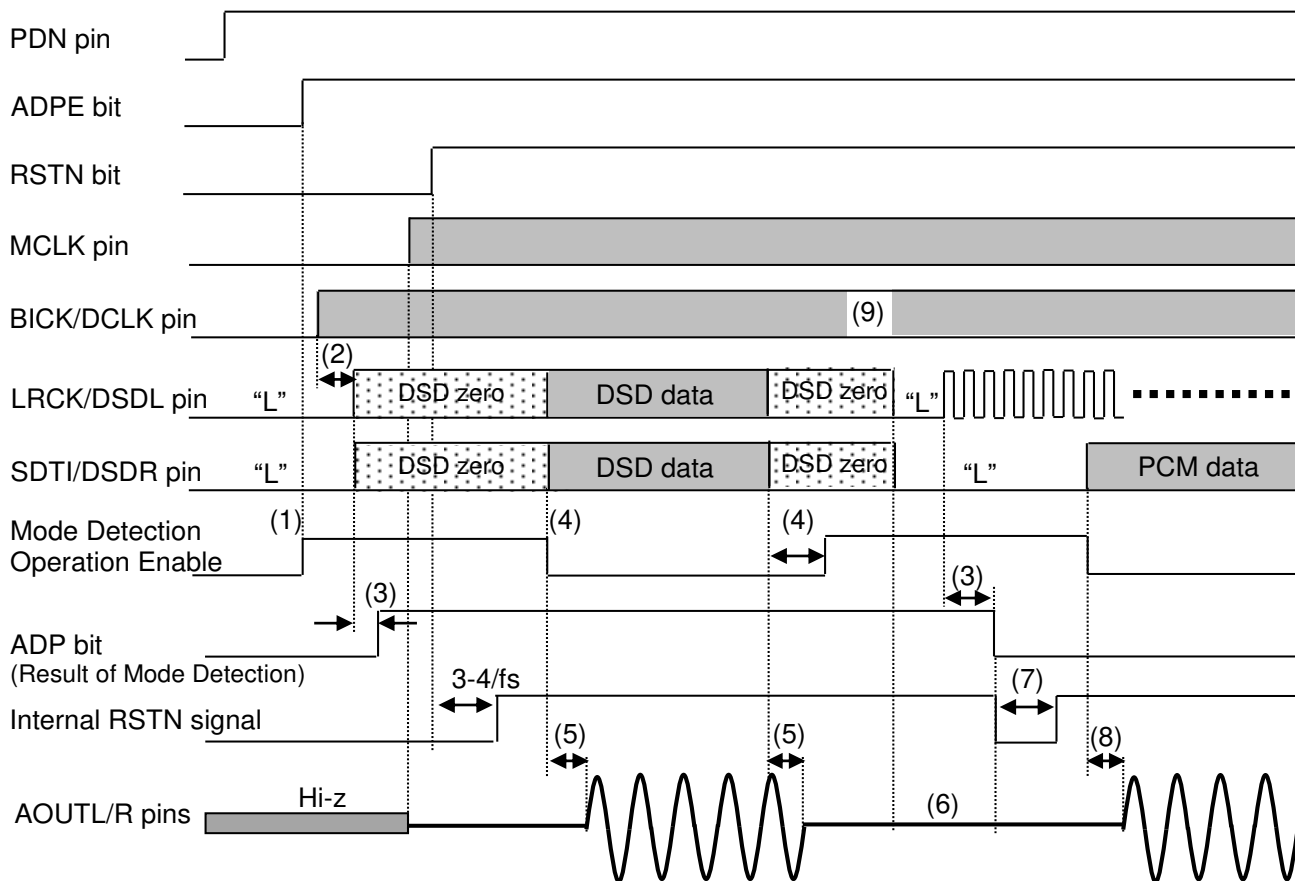 PDN pin
ADPE bit
RSTN bit
MCLK pin
BICK/DCLK pin
(9)
(2)
LRCK/DSDL pin “L” DSD zero DSD data DSD zero “L”
SDTI/DSDR pin “L” DSD zero DSD data DSD zero “L” PCM data
Mode Detection
Operation Enable
(1) (4) (4)
(3) (3)
ADP bit
(Result of Mode Detection)
3-4/fs (7)
Internal RSTN signal
(5) (5) (8)
Hi-z
AOUTL/R pins
(6)